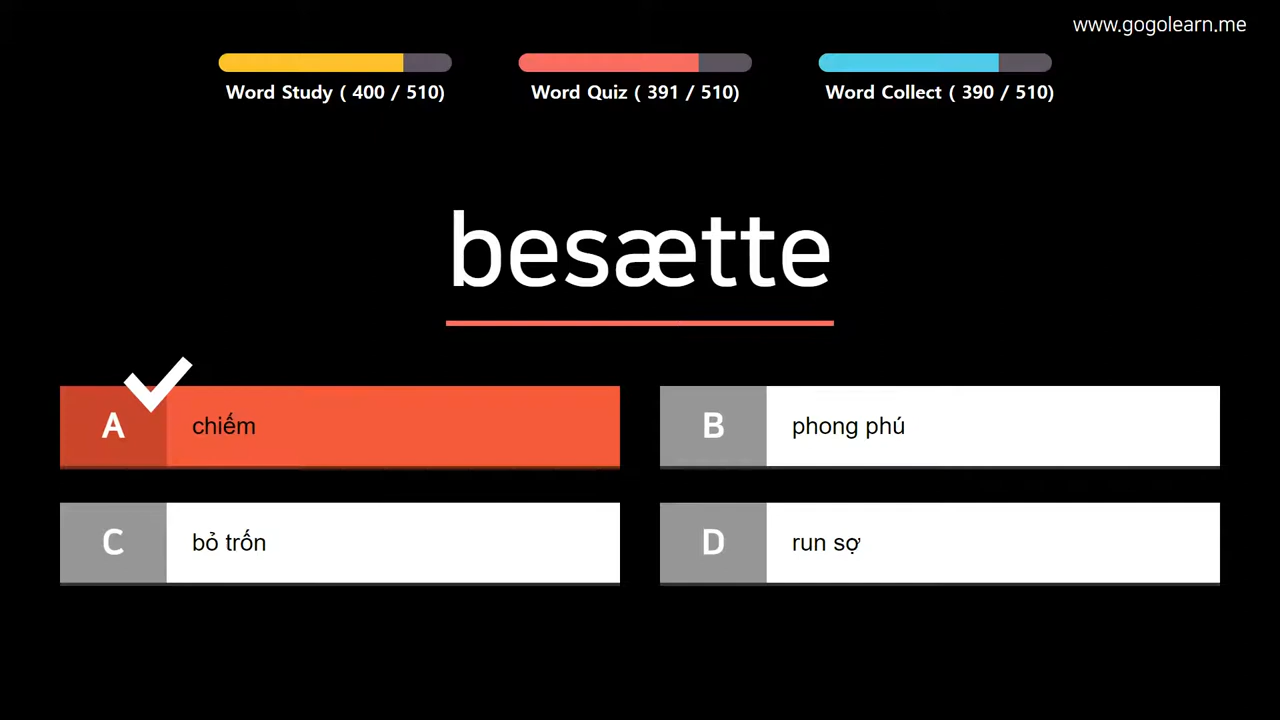 www.gogolearn.me
Word Study ( 400 / 510)
Word Quiz ( 391 / 510)
Word Collect ( 390 / 510)
besætte
A chiếm
B phong phú
C bỏ trốn
D run sợ